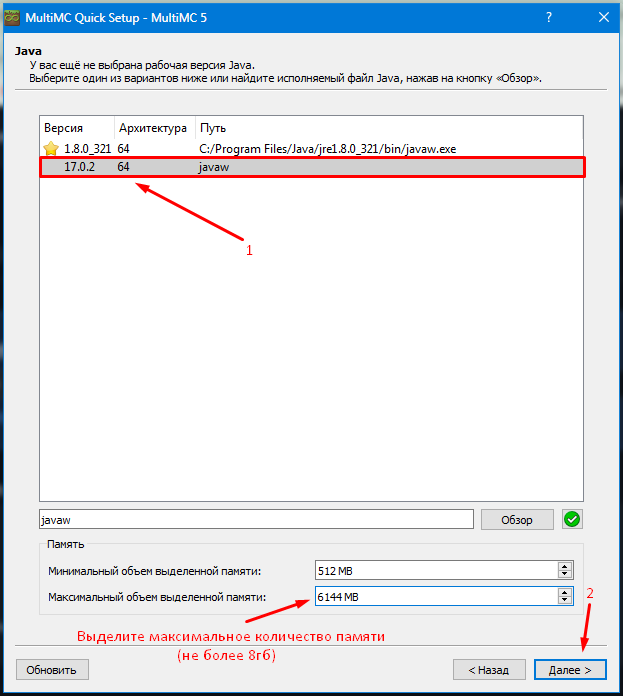 MultiMC Quick Setup - MultiMC 5
?
Java
У вас ещё не выбрана рабочая версия Java.
Выберите один из вариантов ниже или найдите исполняемый файл Java, нажав на кнопку «Обзор».
Версия Архитектура Путь
1.8.0_321 64 C:/Program Files/Java/jre1.8.0_321/bin/javaw.exe
17.0.2 64 javaw
1
javaw
Обзор
Память
Минимальный объем выделенной памяти: 512 MB
Максимальный объем выделенной памяти: 6144 MB
2
Выделите максимальное количество памяти
(не более 8гб)
Обновить < Назад Далее >